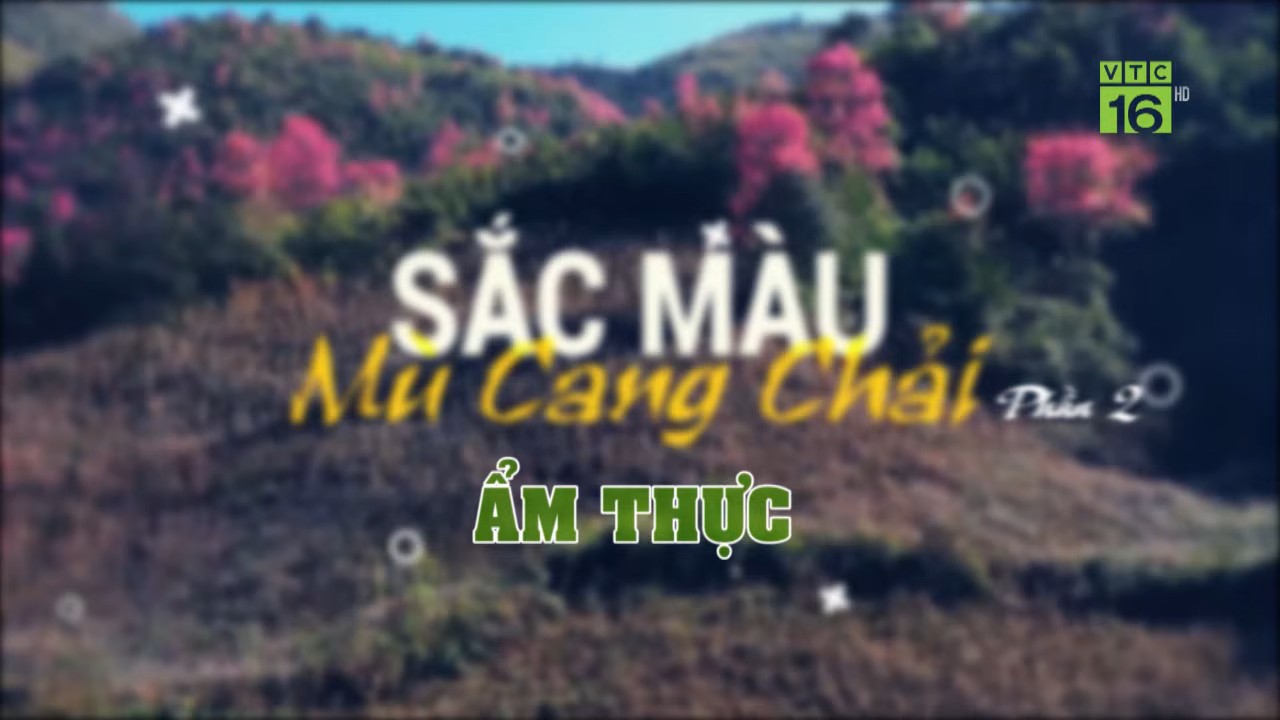 VTC
16 HD
SẮC MÀU
Mù Cang Chải Phần 2
ẨM THỰC